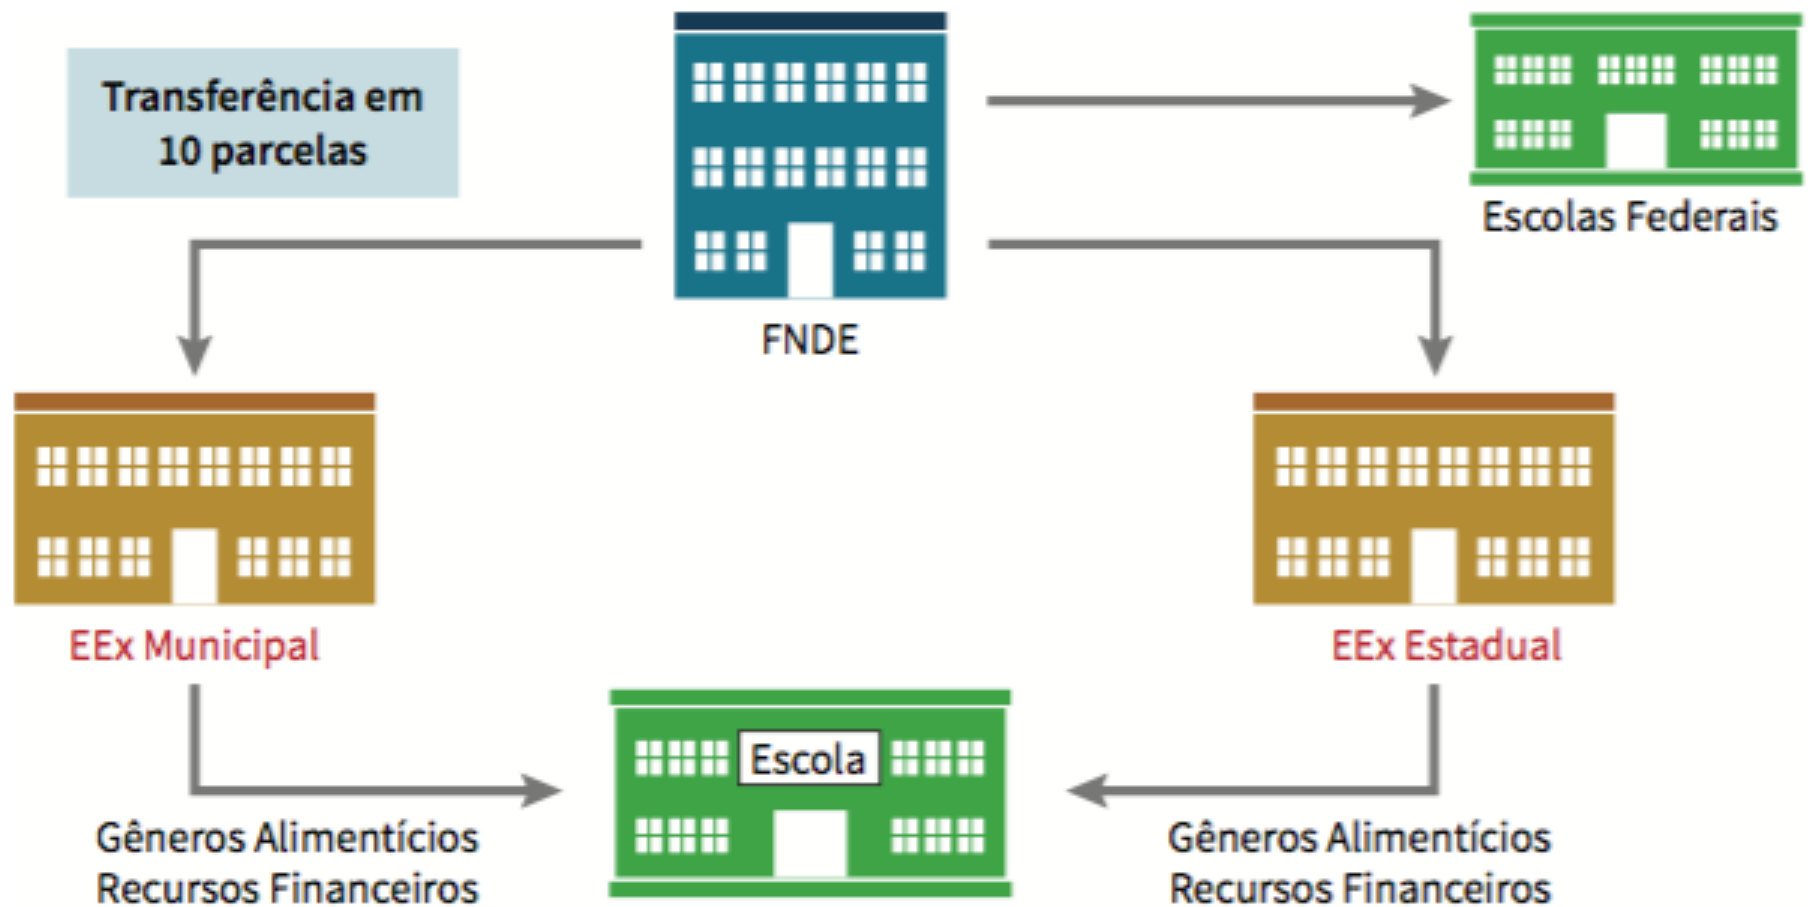 Transferência em
10 parcelas
Escolas Federais
FNDE
EEx Municipal
EEx Estadual
Escola
Gêneros Alimentícios
Recursos Financeiros
Gêneros Alimentícios
Recursos Financeiros